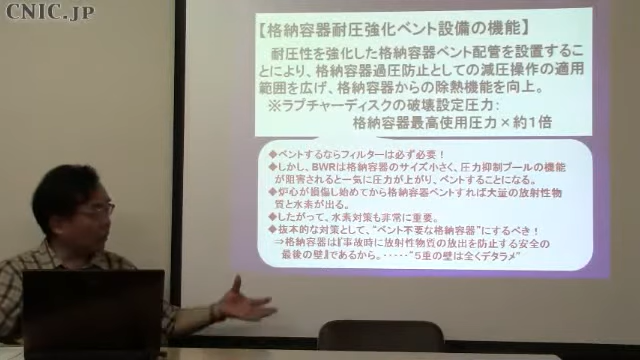 CNIC.JP
【格納容器耐圧強化ベント設備の機能】
耐圧性を強化した格納容器ベント配管を設置するこ
とにより、格納容器過圧防止としての減圧操作の適用
範囲を広げ、格納容器からの除熱機能を向上。
※ラプチャーディスクの破壊設定圧力:
格納容器最高使用圧力×約1倍
◆ベントするならフィルターは必ず必要！
◆しかし、BWRは格納容器のサイズ小さく、圧力抑制プールの機能
が阻害されると一気に圧力が上がり、ベントすることになる。
◆炉心が損傷し始めてから格納容器ベントすれば大量の放射性物
質と水素が出る。
◆したがって、水素対策も非常に重要。
◆抜本的な対策として、“ベント不要な格納容器”にするべき！
⇒格納容器は『事故時に放射性物質の放出を防止する安全の
最後の壁』であるから。‥‥‥“５重の壁は全くデタラメ”